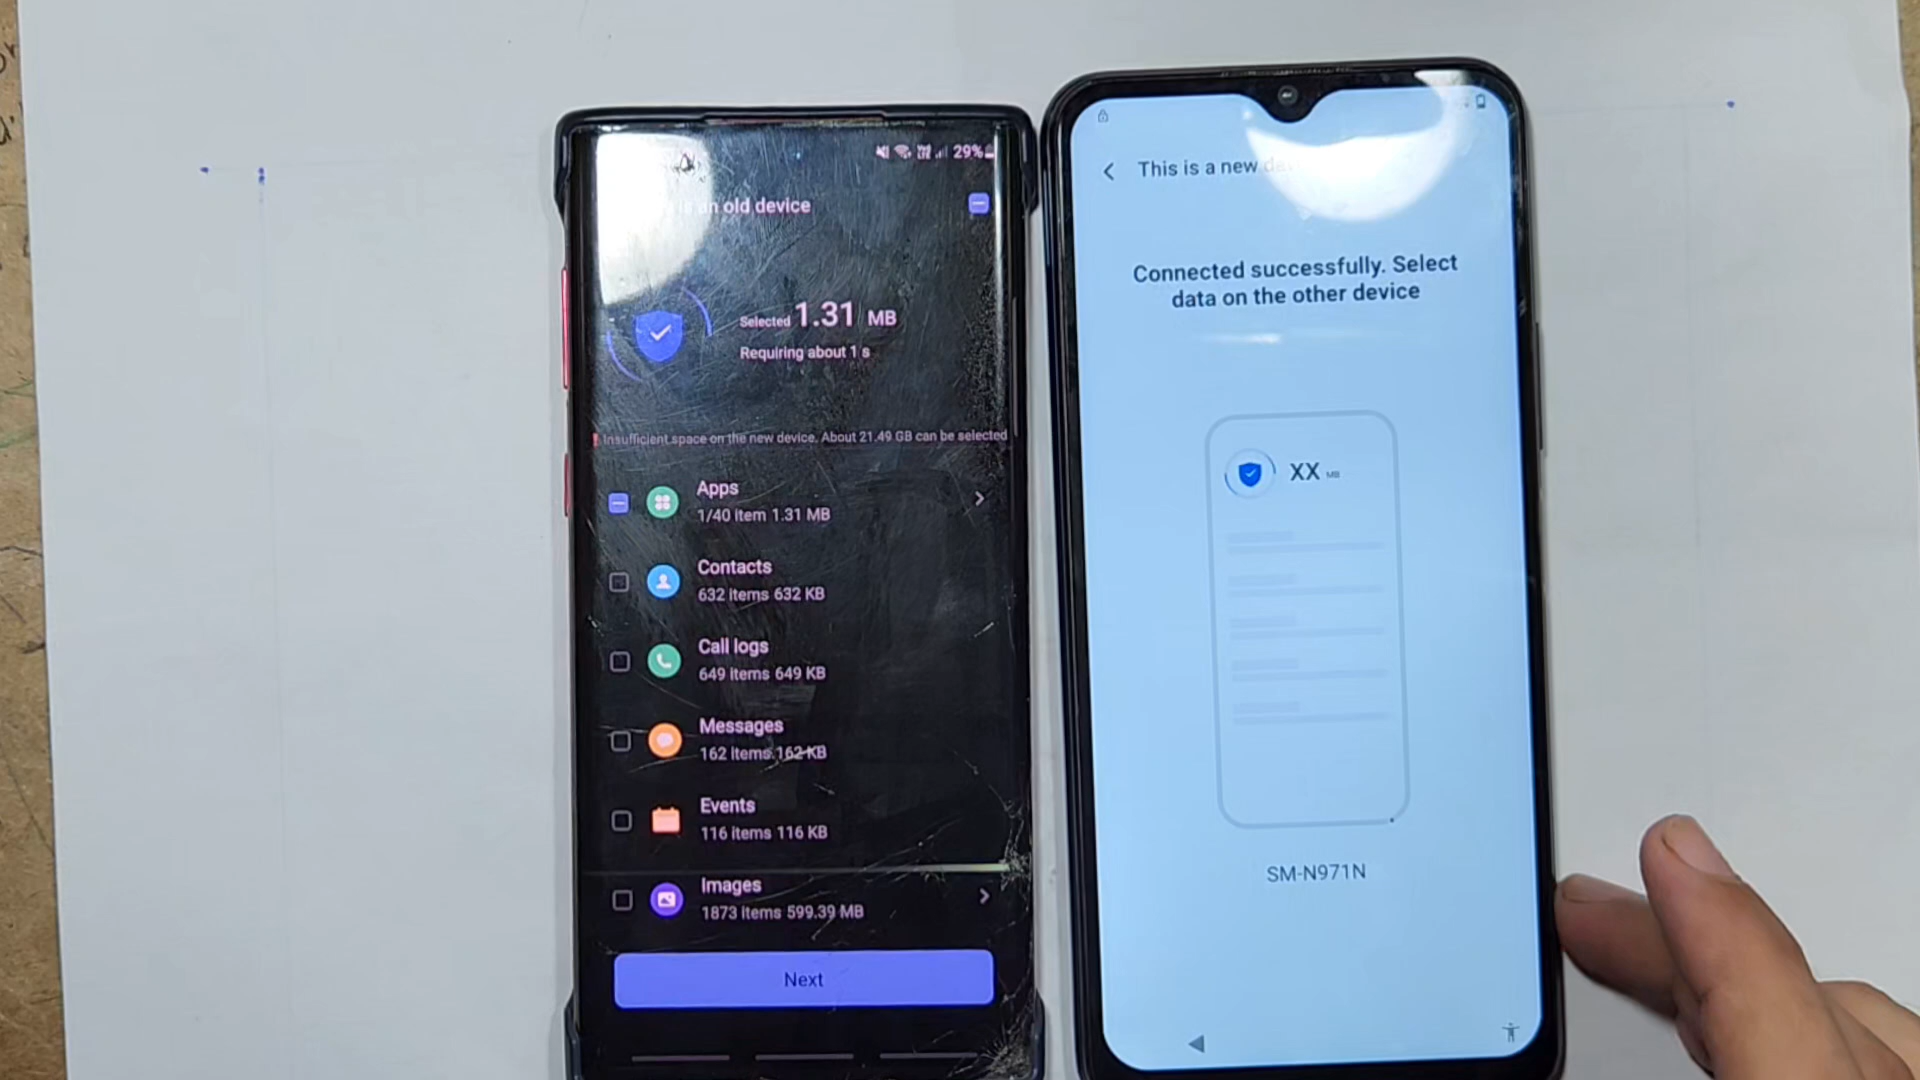 29%
is an old device
Selected 1.31 MB
Requiring about 1 s
Insufficient space on the new device. About 21.49 GB can be selected
Apps
1/40 item 1.31 MB
Contacts
632 items 632 KB
Call logs
649 items 649 KB
Messages
162 items 162 KB
Events
116 items 116 KB
Images
1873 items 599.39 MB
Next
This is a new
Connected successfully. Select
data on the other device
XX MB
SM-N971N